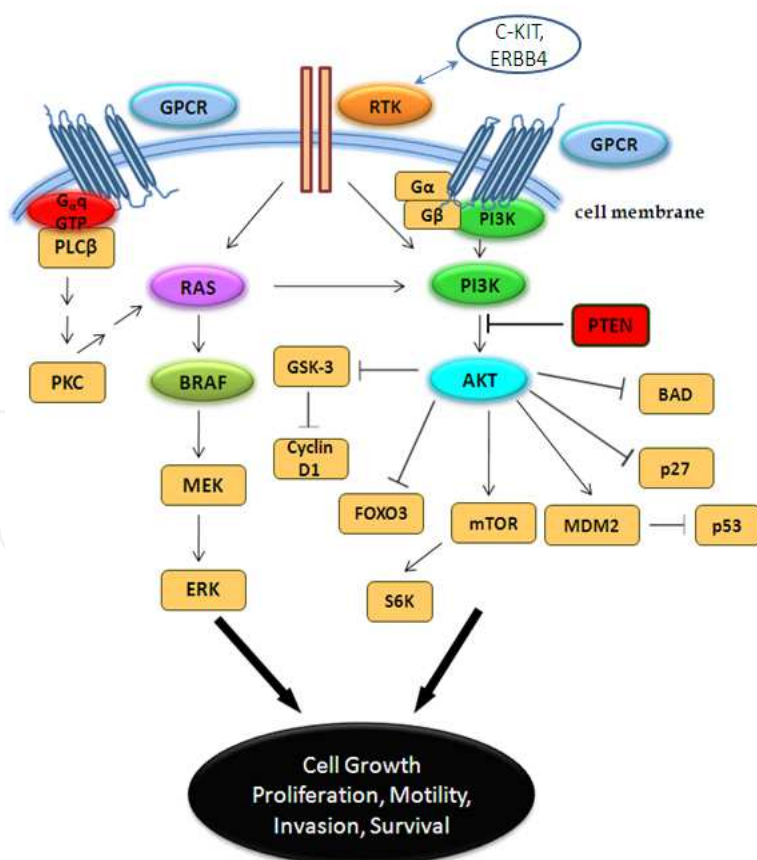 C-KIT,
ERBB4
GPCR
RTK
GPCR
Gαq
GTP
PLCβ
Gα
Gβ
PI3K
cell membrane
RAS
PI3K
PTEN
PKC
BRAF
GSK-3
AKT
BAD
Cyclin
D1
p27
MEK
FOXO3
mTOR
MDM2
p53
ERK
S6K
Cell Growth
Proliferation, Motility,
Invasion, Survival